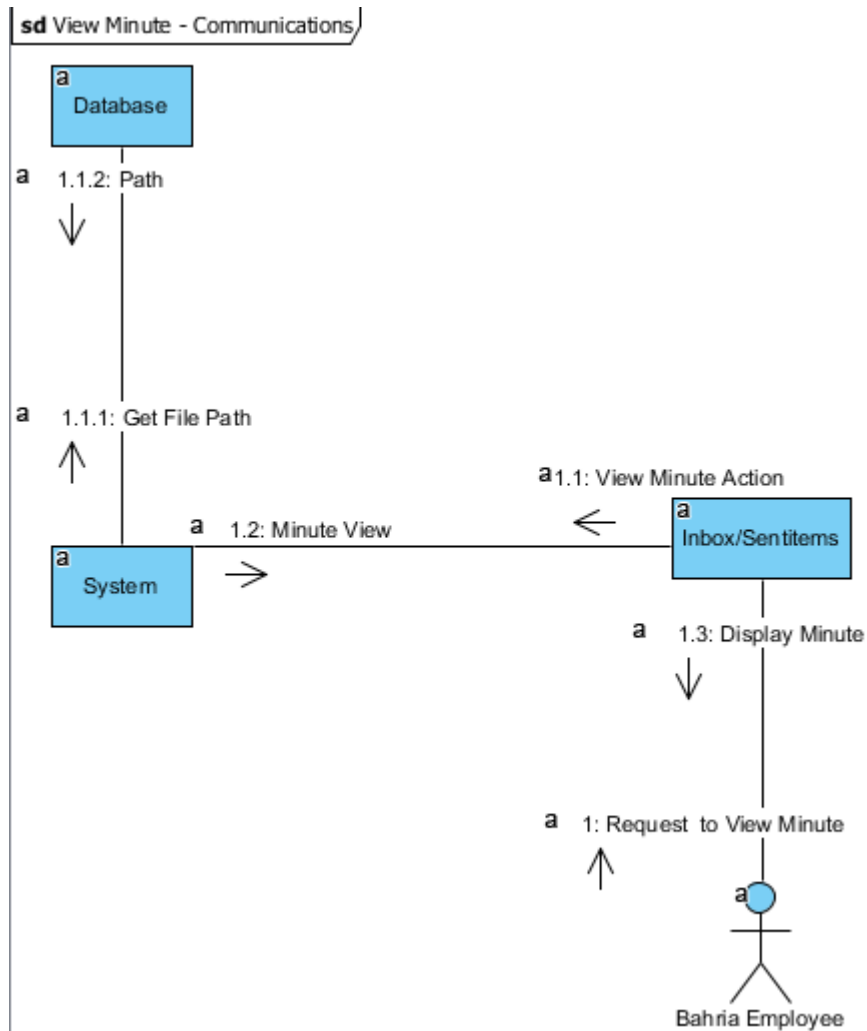 sd View Minute - Communications
a
Database
a 1.1.2: Path
a 1.1.1: Get File Path
a 1.1: View Minute Action
a 1.2: Minute View
a
Inbox/Sentitems
a
System
a 1.3: Display Minute
a 1: Request to View Minute
a
Bahria Employee